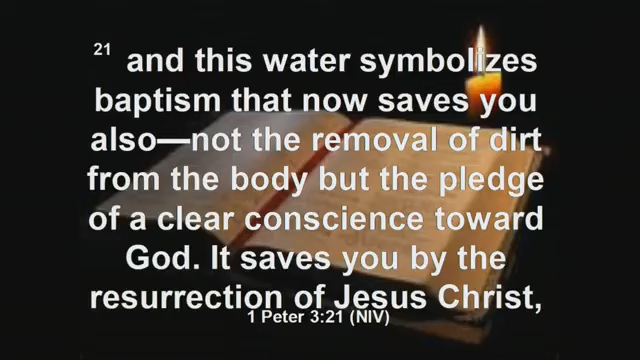 21 and this water symbolizes
baptism that now saves you
also—not the removal of dirt
from the body but the pledge
of a clear conscience toward
God. It saves you by the
resurrection of Jesus Christ,
1 Peter 3:21 (NIV)